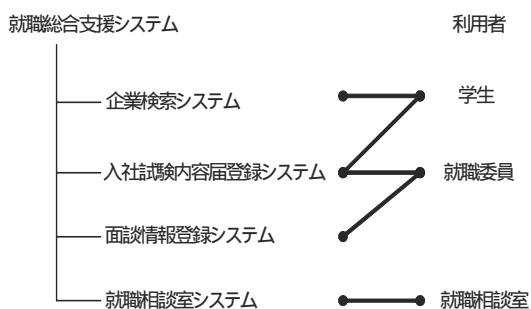 就職総合支援システム 利用者
企業検索システム 学生
入社試験内容届登録システム 就職委員
面談情報登録システム
就職相談室システム 就職相談室